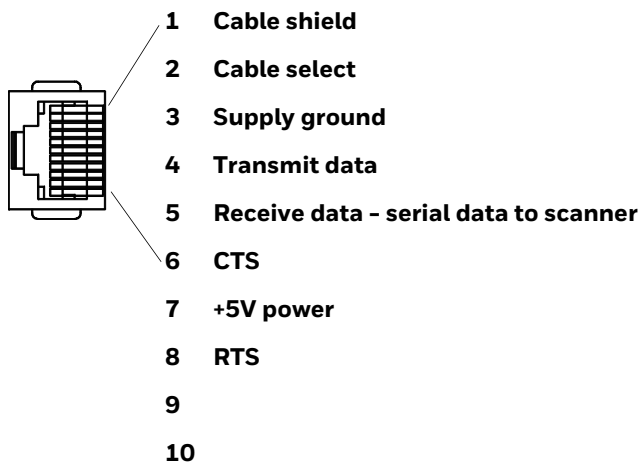 1 Cable shield
2 Cable select
3 Supply ground
4 Transmit data
5 Receive data - serial data to scanner
6 CTS
7 +5V power
8 RTS
9
10